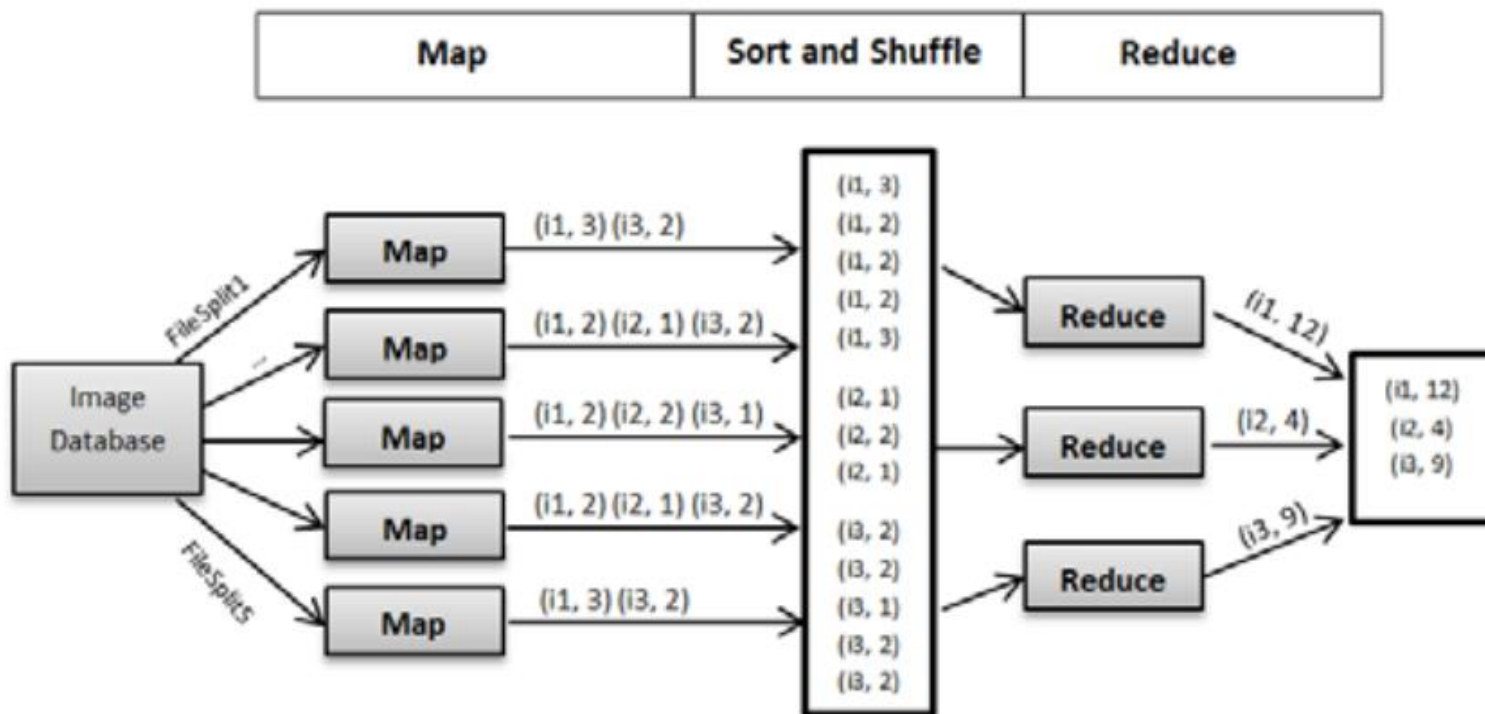 Map
Sort and Shuffle
Reduce
Image
Database
FileSplit1
...
FileSplit5
Map
Map
Map
Map
Map
(i1, 3) (i3, 2)
(i1, 2) (i2, 1) (i3, 2)
(i1, 2) (i2, 2) (i3, 1)
(i1, 2) (i2, 1) (i3, 2)
(i1, 3) (i3, 2)
(i1, 3)
(i1, 2)
(i1, 2)
(i1, 2)
(i1, 3)
(i2, 1)
(i2, 2)
(i2, 1)
(i3, 2)
(i3, 2)
(i3, 1)
(i3, 2)
(i3, 2)
Reduce
Reduce
Reduce
(i1, 12)
(i2, 4)
(i3, 9)
(i1, 12)
(i2, 4)
(i3, 9)